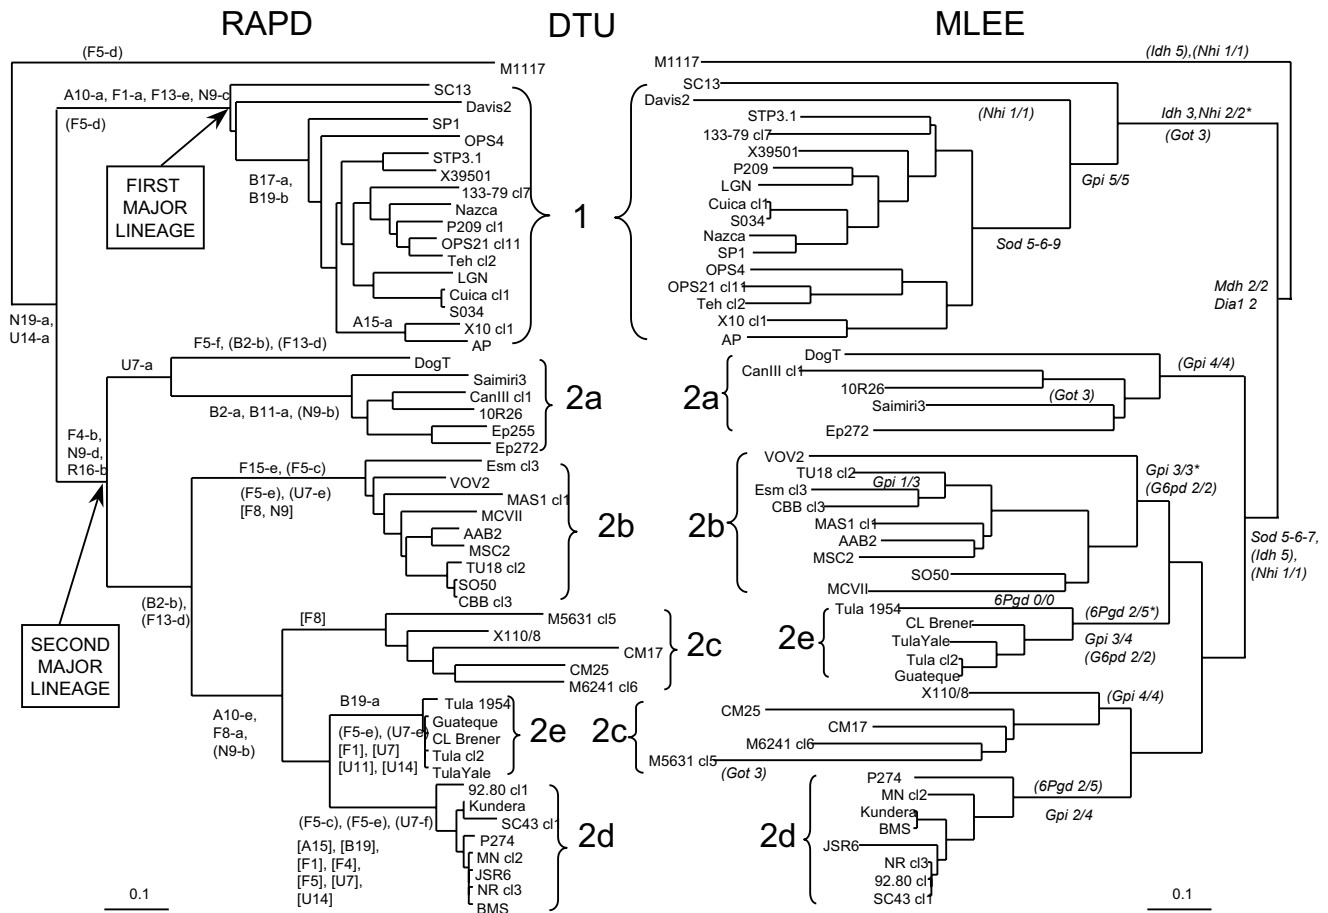 RAPD DTU MLEE
(F5-d)
M1117
A10-a, F1-a, F13-e, N9-c
(F5-d)
SC13
Davis2
SP1
OPS4
STP3.1
X39501
133-79 cl7
Nazca
P209 cl1
OPS21 cl11
Teh cl2
LGN
Cuica cl1
S034
X10 cl1
AP
FIRST
MAJOR
LINEAGE
B17-a,
B19-b
A15-a
1
N19-a,
U14-a
F5-f, (B2-b), (F13-d)
U7-a
DogT
Saimiri3
CanIII cl1
10R26
Ep255
Ep272
B2-a, B11-a, (N9-b)
2a
F4-b,
N9-d,
R16-b
F15-e, (F5-c)
(F5-e), (U7-e)
[F8, N9]
Esm cl3
VOV2
MAS1 cl1
MCVII
AAB2
MSC2
TU18 cl2
SO50
CBB cl3
2b
(B2-b),
(F13-d)
SECOND
MAJOR
LINEAGE
[F8]
M5631 cl5
X110/8
CM17
CM25
M6241 cl6
2c
A10-e,
F8-a,
(N9-b)
B19-a
(F5-e), (U7-e)
[F1], [U7]
[U11], [U14]
Tula 1954
Guateque
CL Brener
Tula cl2
TulaYale
2e
(F5-c), (F5-e), (U7-f)
[A15], [B19],
[F1], [F4],
[F5], [U7],
[U14]
92.80 cl1
Kundera
SC43 cl1
P274
MN cl2
JSR6
NR cl3
BMS
2d
0.1
M1117
(Idh 5),(Nhi 1/1)
SC13
Davis2
(Nhi 1/1)
Idh 3,Nhi 2/2*
(Got 3)
STP3.1
133-79 cl7
X39501
P209
LGN
Cuica cl1
S034
Nazca
SP1
OPS4
OPS21 cl11
Teh cl2
X10 cl1
AP
Gpi 5/5
Sod 5-6-9
Mdh 2/2
Dia1 2
2a
DogT
CanIII cl1
10R26
Saimiri3
Ep272
(Gpi 4/4)
(Got 3)
2b
VOV2
TU18 cl2
Gpi 1/3
Esm cl3
CBB cl3
MAS1 cl1
AAB2
MSC2
SO50
MCVII
Gpi 3/3*
(G6pd 2/2)
Sod 5-6-7,
(Idh 5),
(Nhi 1/1)
6Pgd 0/0
2e
Tula 1954
CL Brener
TulaYale
Tula cl2
Guateque
(6Pgd 2/5*)
Gpi 3/4
(G6pd 2/2)
2c
X110/8
CM25
CM17
M6241 cl6
M5631 cl5
(Got 3)
(Gpi 4/4)
2d
P274
MN cl2
Kundera
BMS
JSR6
NR cl3
92.80 cl1
SC43 cl1
(6Pgd 2/5)
Gpi 2/4
0.1